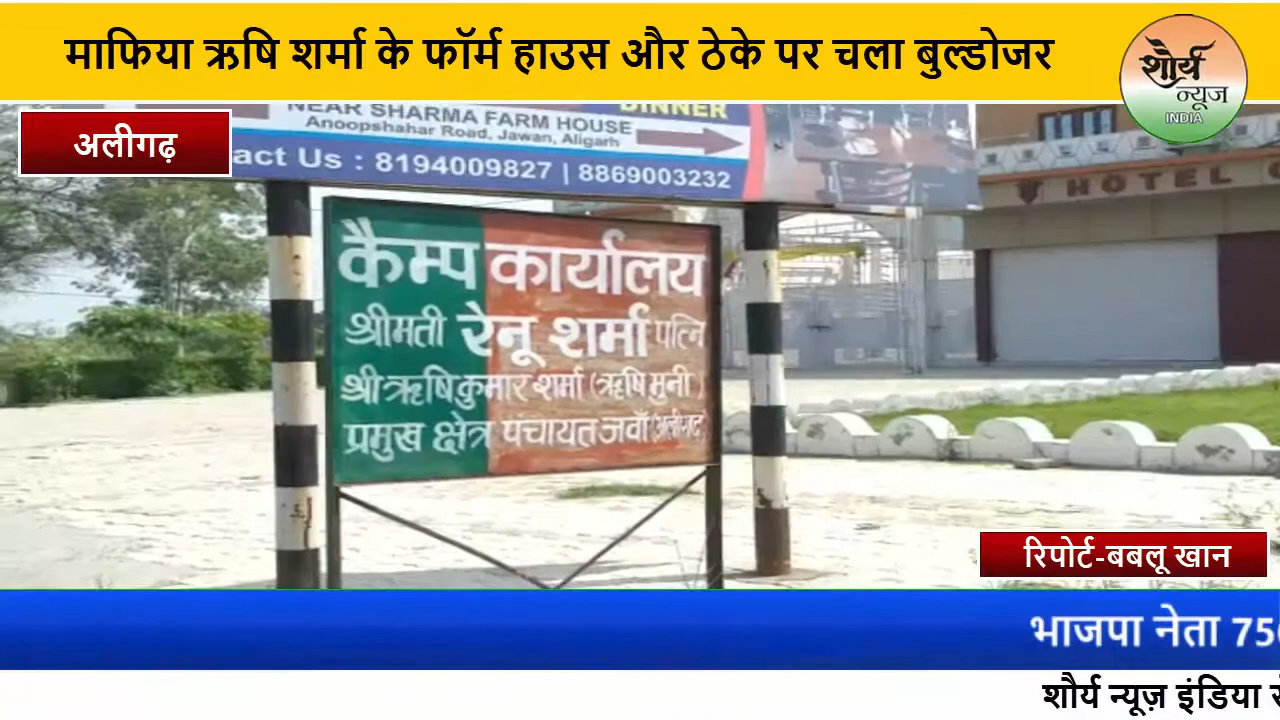 माफिया ऋषि शर्मा के फॉर्म हाउस और ठेके पर चला बुल्डोजर
शौर्य
न्यूज
INDIA
अलीगढ़
DINNER
NEAR SHARMA FARM HOUSE
Anoopshahar Road, Jawan, Aligarh
act Us : 8194009827 | 8869003232
HOTEL
कैम्प कार्यालय
श्रीमती रेनू शर्मा पत्नि
श्री ऋषि कुमार शर्मा (ऋषि मुनी)
प्रमुख क्षेत्र पंचायत जवाँ (अलीगढ़)
रिपोर्ट-बबलू खान
भाजपा नेता 75
शौर्य न्यूज़ इंडिया